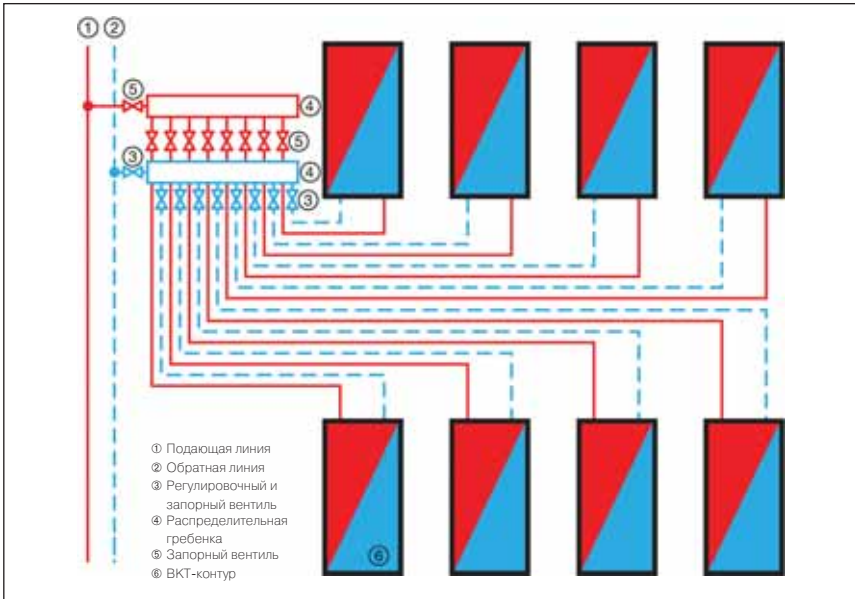 ① ②
⑤
④
⑤
③
④
③
① Подающая линия
② Обратная линия
③ Регулировочный и
запорный вентиль
④ Распределительная
гребенка
⑤ Запорный вентиль
⑥ ВКТ-контур
⑥